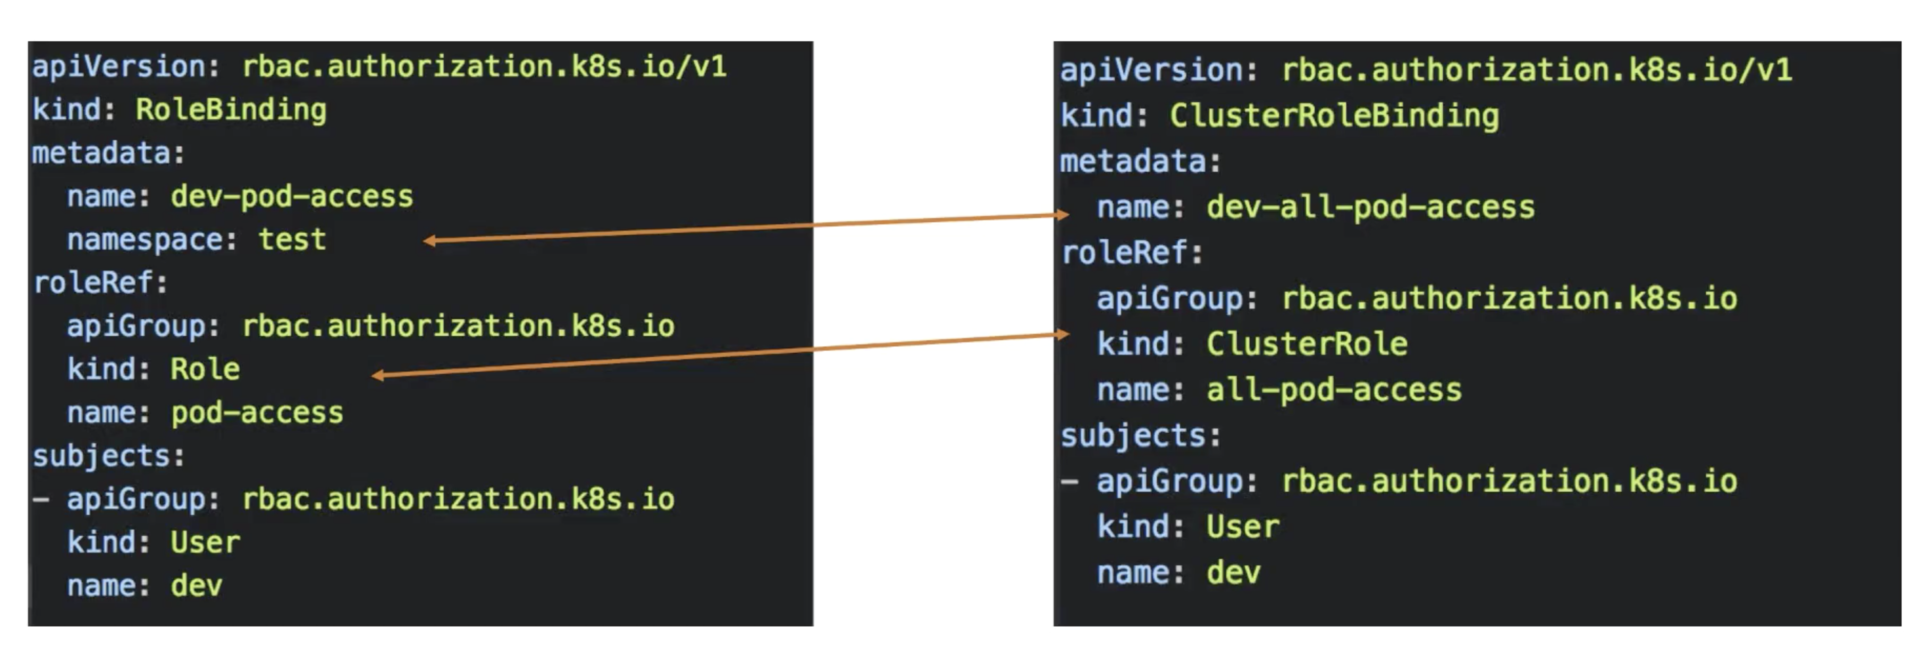 apiVersion: rbac.authorization.k8s.io/v1
kind: RoleBinding
metadata:
  name: dev-pod-access
  namespace: test
roleRef:
  apiGroup: rbac.authorization.k8s.io
  kind: Role
  name: pod-access
subjects:
- apiGroup: rbac.authorization.k8s.io
  kind: User
  name: dev
apiVersion: rbac.authorization.k8s.io/v1
kind: ClusterRoleBinding
metadata:
  name: dev-all-pod-access
roleRef:
  apiGroup: rbac.authorization.k8s.io
  kind: ClusterRole
  name: all-pod-access
subjects:
- apiGroup: rbac.authorization.k8s.io
  kind: User
  name: dev